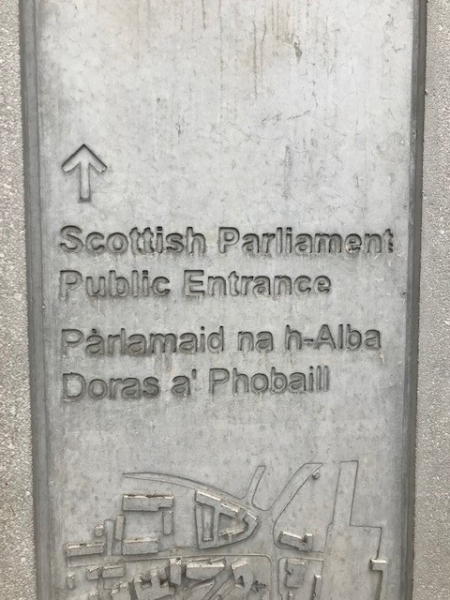 Scottish Parliament
Public Entrance
Pàrlamaid na h-Alba
Doras a' Phobaill